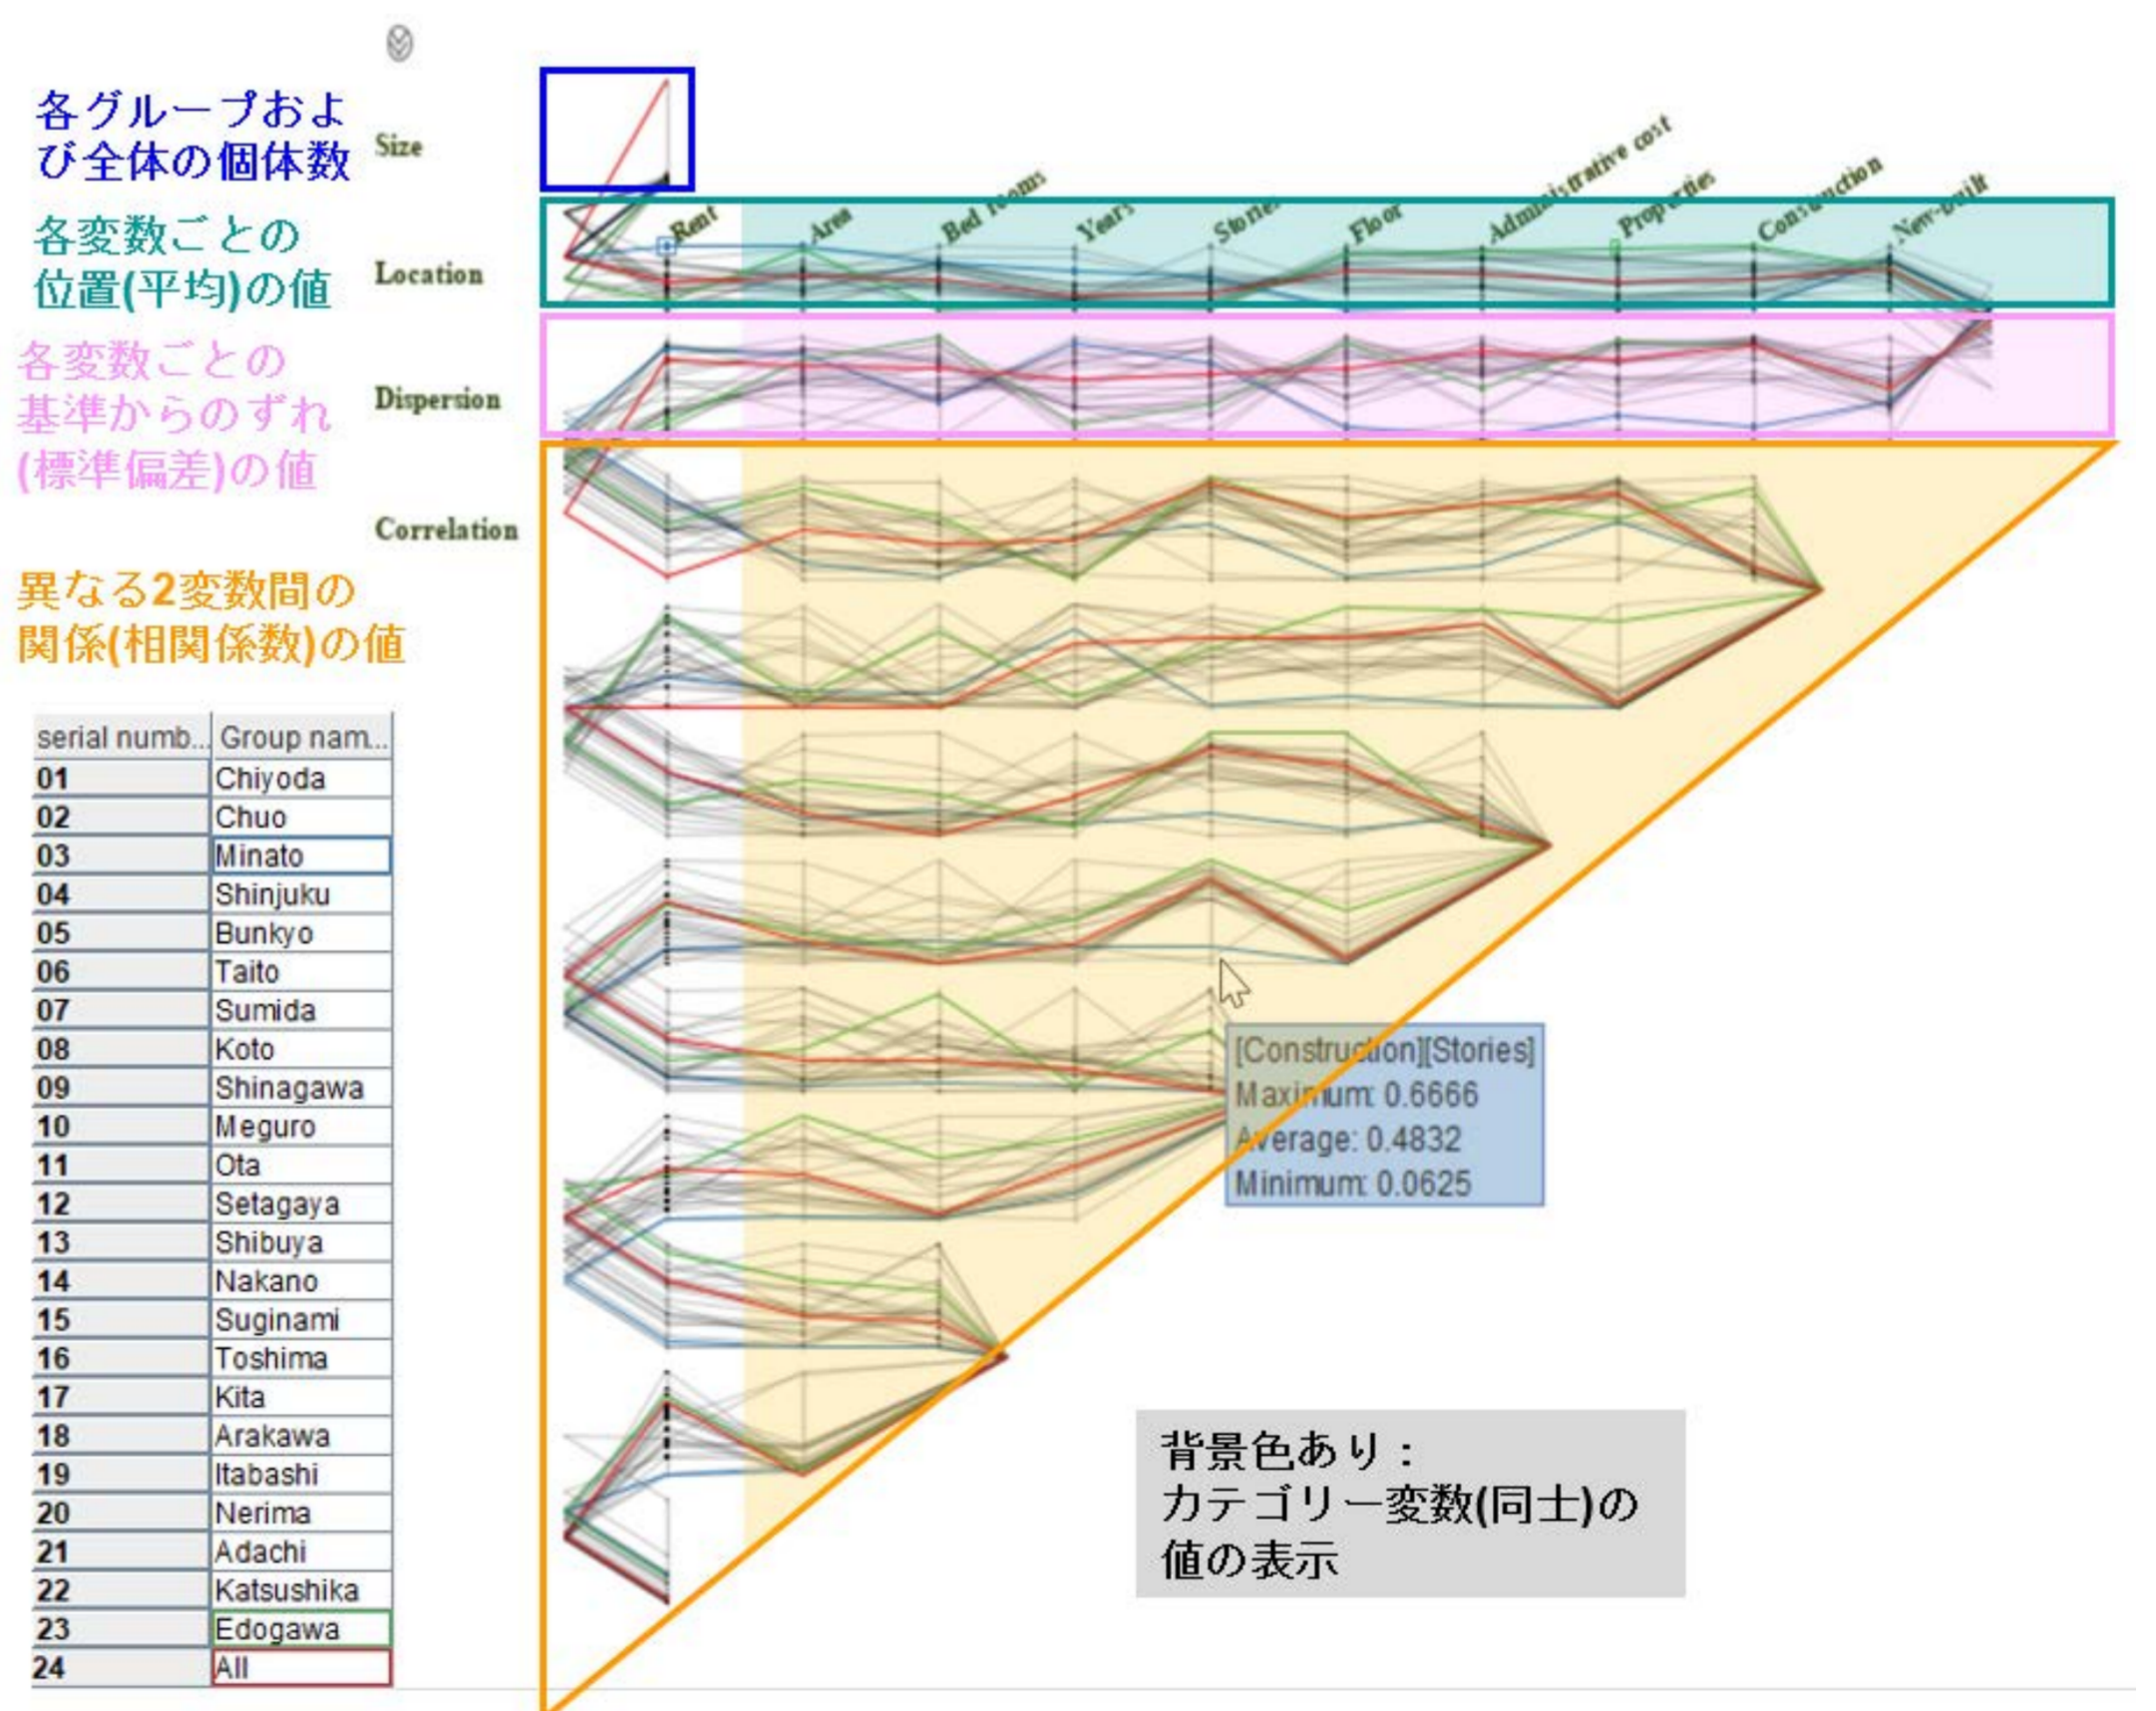 各グループおよ
び全体の個体数
Size
各変数ごとの
位置(平均)の値
Location
各変数ごとの
基準からのずれ
(標準偏差)の値
Dispersion
Correlation
異なる2変数間の
関係(相関係数)の値
Rent
Area
Bed rooms
Years
Stories
Floor
Administrative cost
Properties
Construction
New-built
serial numb... Group nam...
01 Chiyoda
02 Chuo
03 Minato
04 Shinjuku
05 Bunkyo
06 Taito
07 Sumida
08 Koto
09 Shinagawa
10 Meguro
11 Ota
12 Setagaya
13 Shibuya
14 Nakano
15 Suginami
16 Toshima
17 Kita
18 Arakawa
19 Itabashi
20 Nerima
21 Adachi
22 Katsushika
23 Edogawa
24 All
[Construction][Stories]
Maximum: 0.6666
Average: 0.4832
Minimum: 0.0625
背景色あり：
カテゴリー変数(同士)の
値の表示